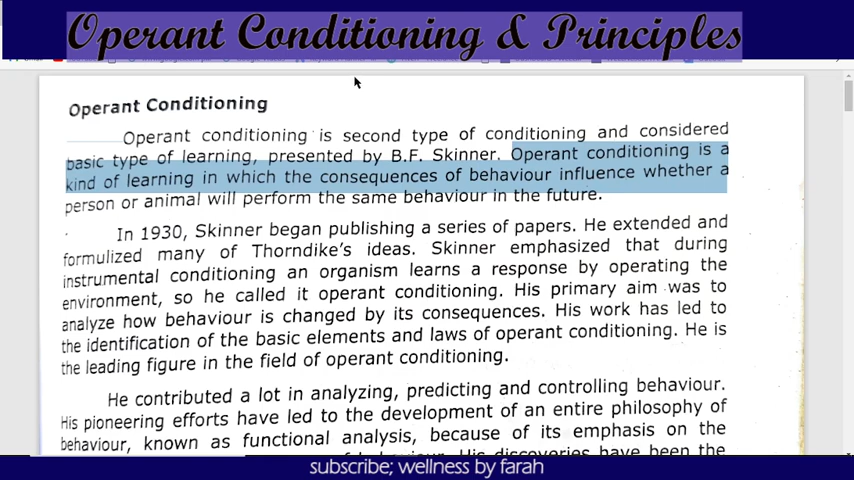 Operant Conditioning & Principles
Operant Conditioning
Operant conditioning is second type of conditioning and considered
basic type of learning, presented by B.F. Skinner. Operant conditioning is a
kind of learning in which the consequences of behaviour influence whether a
person or animal will perform the same behaviour in the future.
In 1930, Skinner began publishing a series of papers. He extended and
formulized many of Thorndike's ideas. Skinner emphasized that during
instrumental conditioning an organism learns a response by operating the
environment, so he called it operant conditioning. His primary aim was to
analyze how behaviour is changed by its consequences. His work has led to
the identification of the basic elements and laws of operant conditioning. He is
the leading figure in the field of operant conditioning.
He contributed a lot in analyzing, predicting and controlling behaviour.
His pioneering efforts have led to the development of an entire philosophy of
behaviour, known as functional analysis, because of its emphasis on the
His discoveries have been the
subscribe; wellness by farah